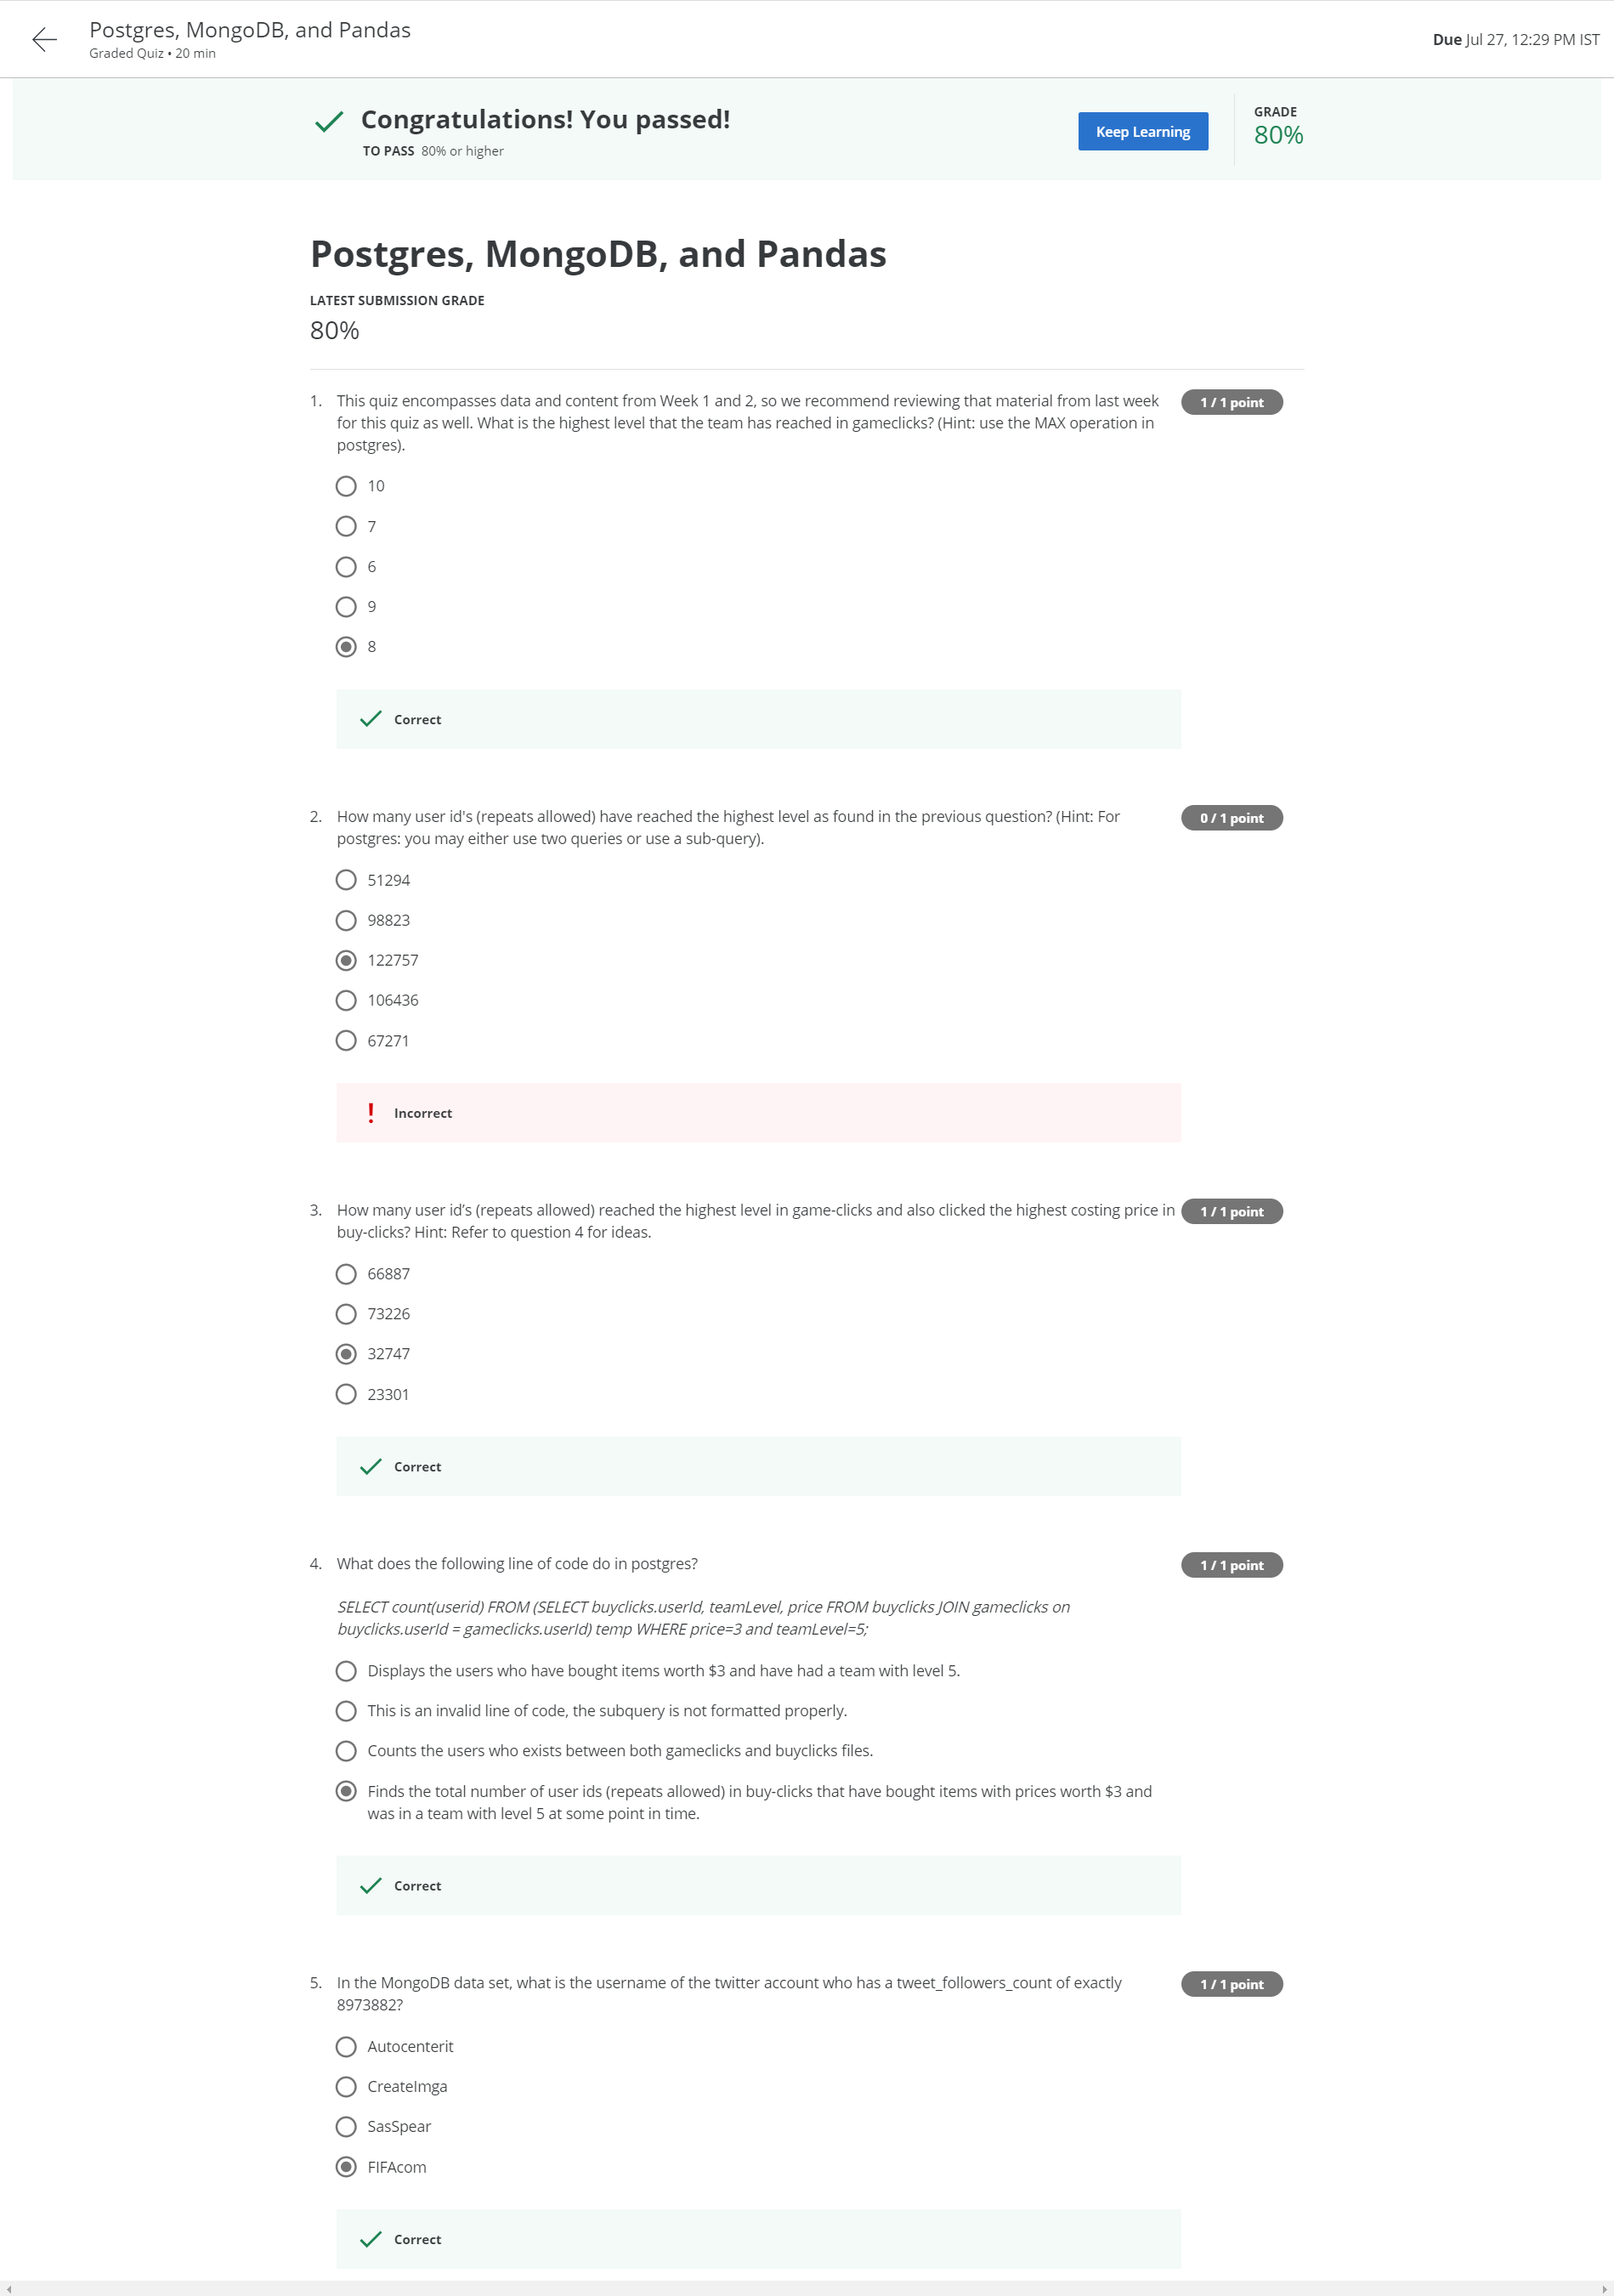 Postgres, MongoDB, and Pandas
Graded Quiz • 20 min
Due Jul 27, 12:29 PM IST
Congratulations! You passed!
TO PASS 80% or higher
Keep Learning
GRADE
80%
Postgres, MongoDB, and Pandas
LATEST SUBMISSION GRADE
80%
1. This quiz encompasses data and content from Week 1 and 2, so we recommend reviewing that material from last week
for this quiz as well. What is the highest level that the team has reached in gameclicks? (Hint: use the MAX operation in
postgres).
1 / 1 point
10
7
6
9
8
Correct
2. How many user id's (repeats allowed) have reached the highest level as found in the previous question? (Hint: For
postgres: you may either use two queries or use a sub-query).
0 / 1 point
51294
98823
122757
106436
67271
Incorrect
3. How many user id’s (repeats allowed) reached the highest level in game-clicks and also clicked the highest costing price in
buy-clicks? Hint: Refer to question 4 for ideas.
1 / 1 point
66887
73226
32747
23301
Correct
4. What does the following line of code do in postgres?
1 / 1 point
SELECT count(userid) FROM (SELECT buyclicks.userId, teamLevel, price FROM buyclicks JOIN gameclicks on
buyclicks.userId = gameclicks.userId) temp WHERE price=3 and teamLevel=5;
Displays the users who have bought items worth $3 and have had a team with level 5.
This is an invalid line of code, the subquery is not formatted properly.
Counts the users who exists between both gameclicks and buyclicks files.
Finds the total number of user ids (repeats allowed) in buy-clicks that have bought items with prices worth $3 and
was in a team with level 5 at some point in time.
Correct
5. In the MongoDB data set, what is the username of the twitter account who has a tweet_followers_count of exactly
8973882?
1 / 1 point
Autocenterit
CreateImga
SasSpear
FIFAcom
Correct